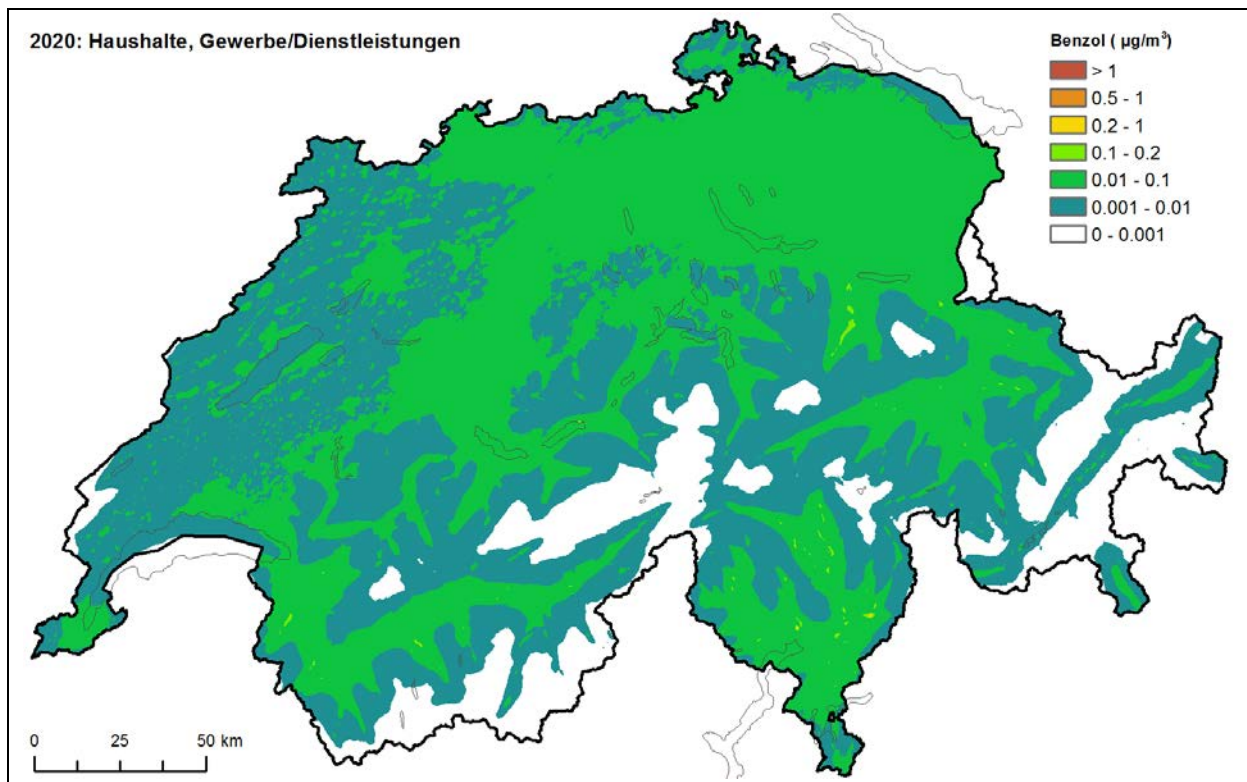 2020: Haushalte, Gewerbe/Dienstleistungen
Benzol ( µg/m³)
> 1
0.5 - 1
0.2 - 1
0.1 - 0.2
0.01 - 0.1
0.001 - 0.01
0 - 0.001
0 25 50 km